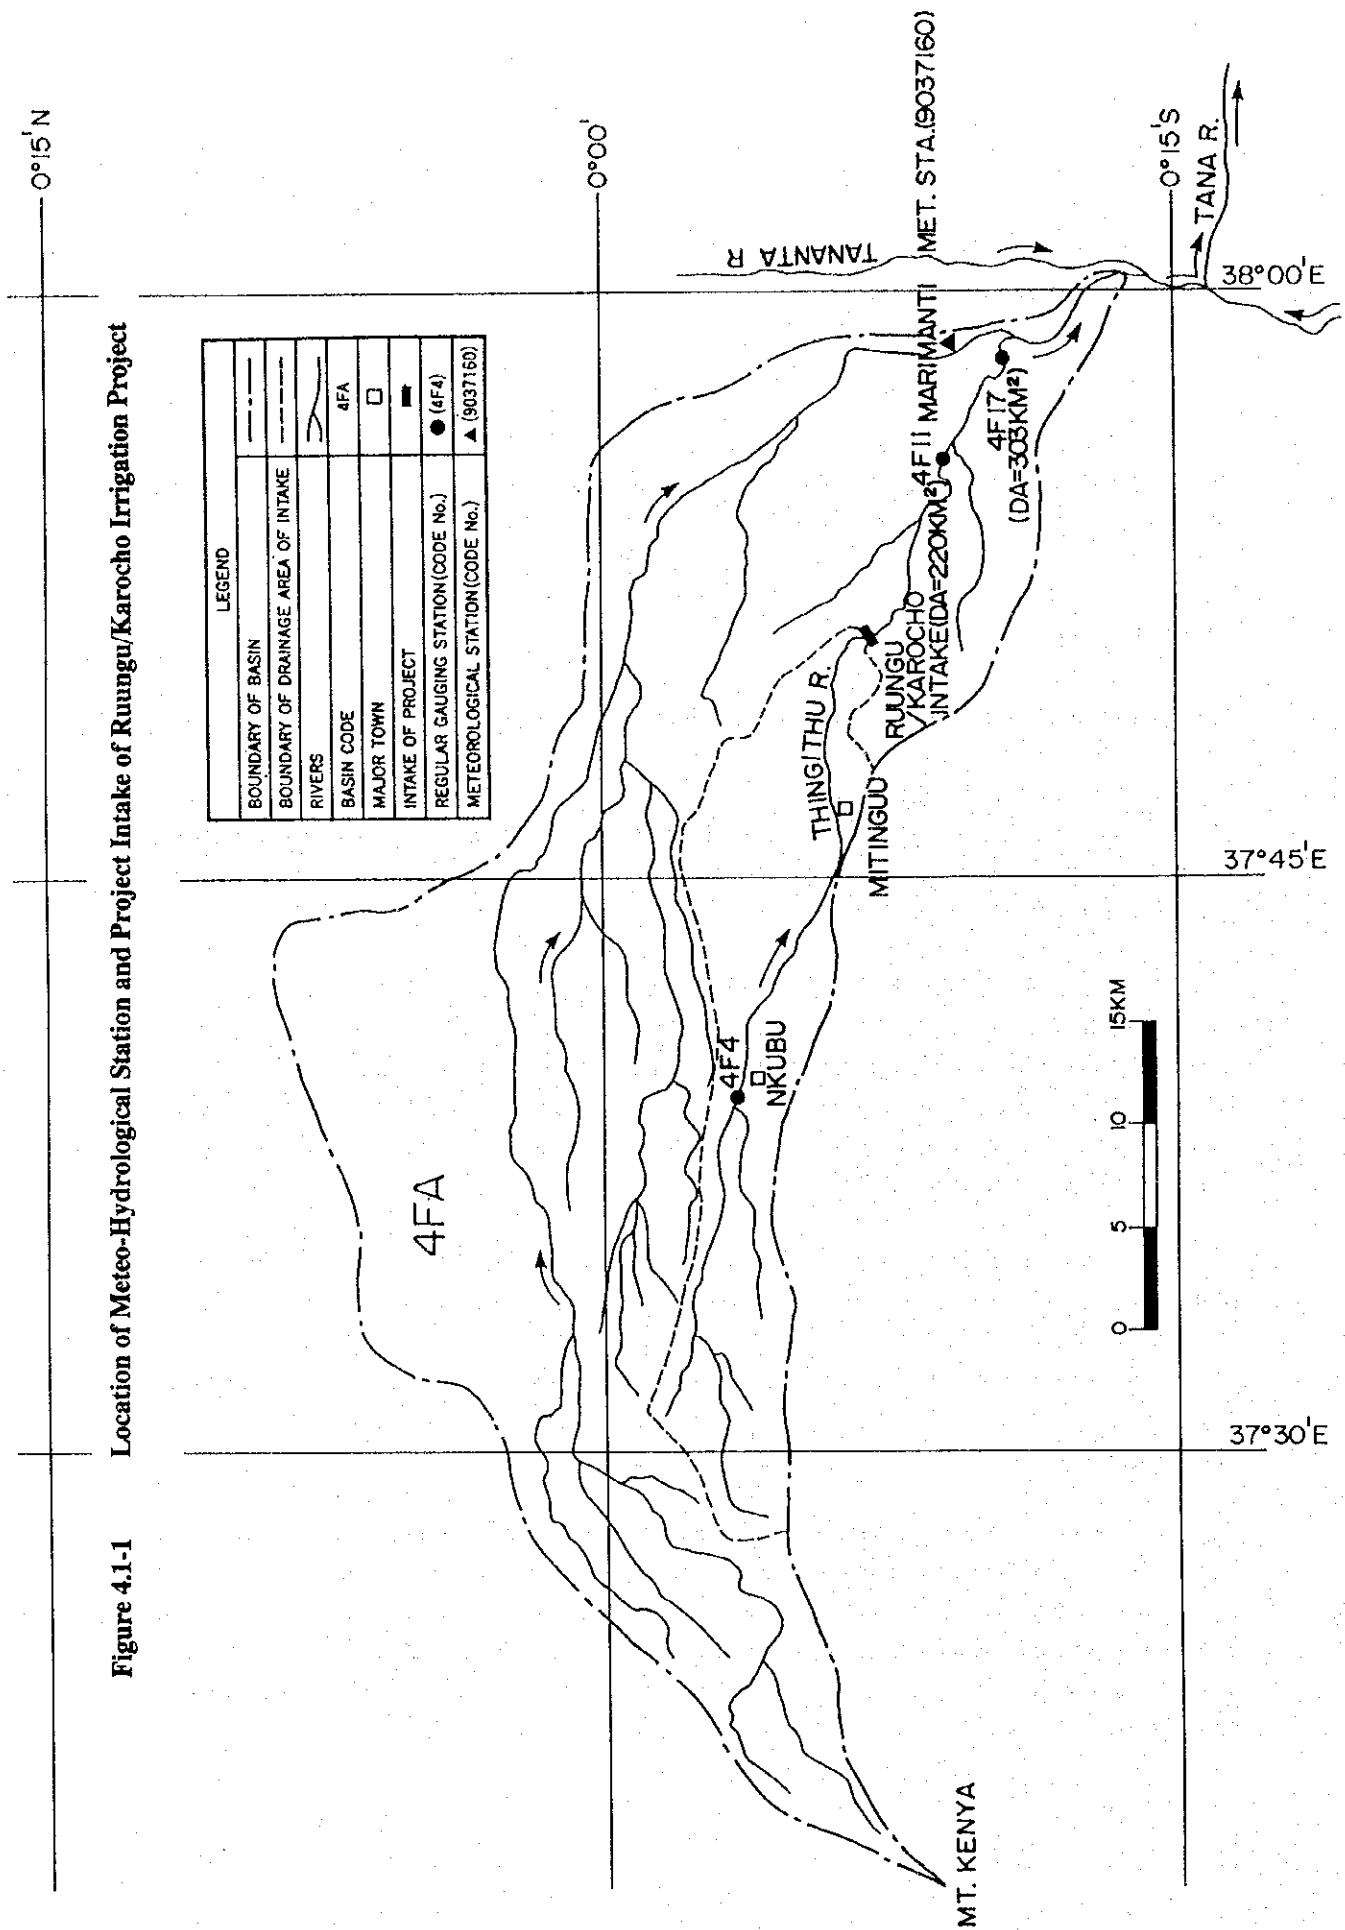 Figure 4.1-1 Location of Meteo-Hydrological Station and Project Intake of Ruungu/Karocho Irrigation Project
LEGEND
BOUNDARY OF BASIN
BOUNDARY OF DRAINAGE AREA OF INTAKE
RIVERS
BASIN CODE 4FA
MAJOR TOWN
INTAKE OF PROJECT
REGULAR GAUGING STATION(CODE No.) (4F4)
METEOROLOGICAL STATION(CODE No.) (9037160)
0°15'N
0°00'
0°15'S
37°30'E
37°45'E
38°00'E
4FA
TANANTA R
MARIMANTI MET. STA.(9037160)
4F11
4F17
(DA=303KM²)
THINGITHU R.
RUUNGU
/KAROCHO
INTAKE(DA=220KM²)
MITINGUU
4F4
NKUBU
TANA R.
MT. KENYA
0 5 10 15KM